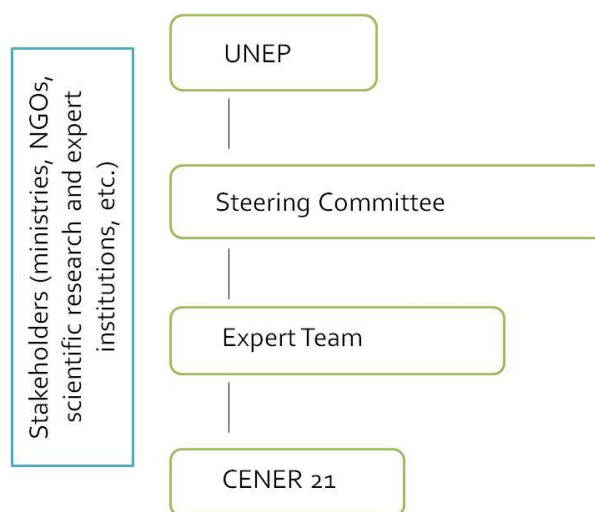 Stakeholders (ministries, NGOs,
scientific research and expert
institutions, etc.)
UNEP
Steering Committee
Expert Team
CENER 21